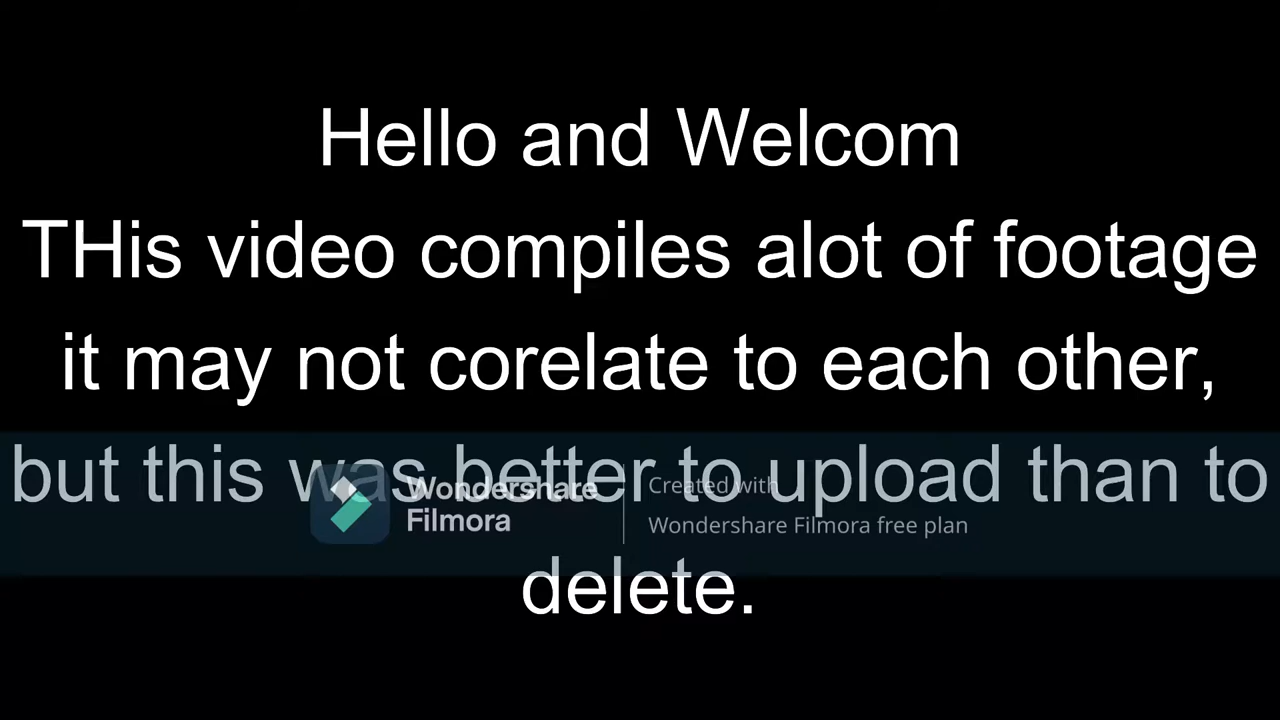 Hello and Welcom
THis video compiles alot of footage
it may not corelate to each other,
but this was better to upload than to
Wondershare
Filmora
Created with
Wondershare Filmora free plan
delete.